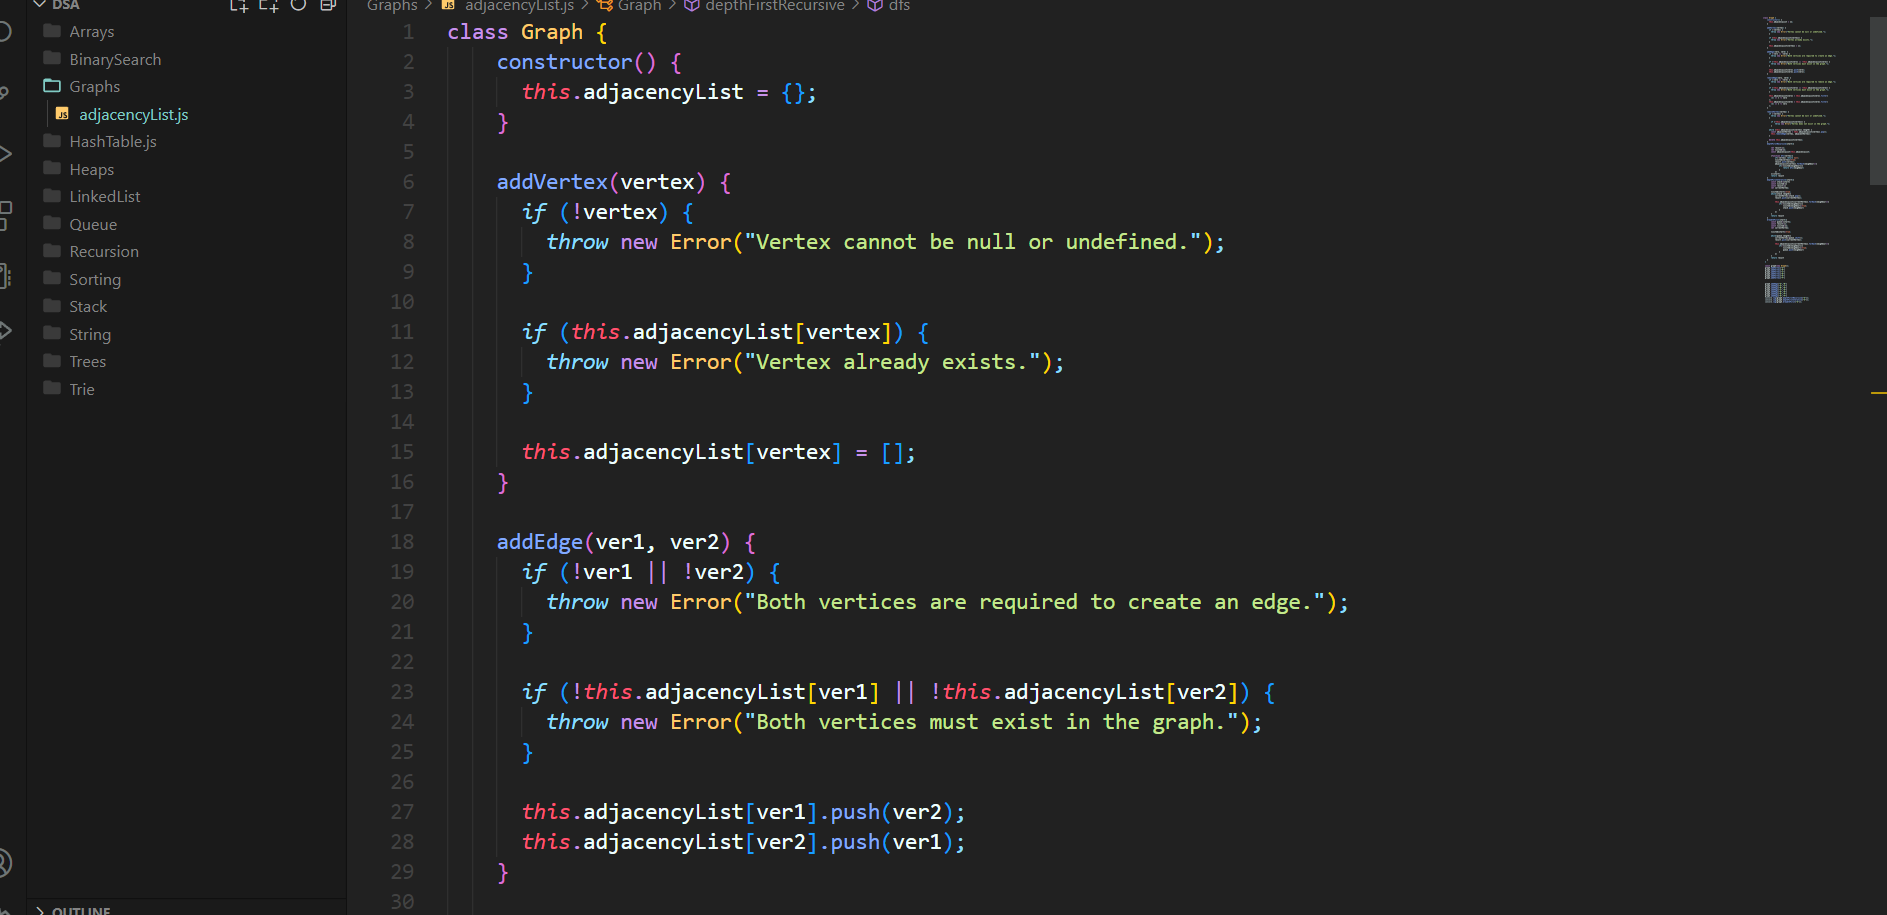 DSA
Arrays
BinarySearch
Graphs
JS adjacencyList.js
HashTable.js
Heaps
LinkedList
Queue
Recursion
Sorting
Stack
String
Trees
Trie
OUTLINE
Graphs > JS adjacencyList.js > Graph > depthFirstRecursive > dfs
1 class Graph {
2 constructor() {
3 this.adjacencyList = {};
4 }
5
6 addVertex(vertex) {
7 if (!vertex) {
8 throw new Error("Vertex cannot be null or undefined.");
9 }
10
11 if (this.adjacencyList[vertex]) {
12 throw new Error("Vertex already exists.");
13 }
14
15 this.adjacencyList[vertex] = [];
16 }
17
18 addEdge(ver1, ver2) {
19 if (!ver1 || !ver2) {
20 throw new Error("Both vertices are required to create an edge.");
21 }
22
23 if (!this.adjacencyList[ver1] || !this.adjacencyList[ver2]) {
24 throw new Error("Both vertices must exist in the graph.");
25 }
26
27 this.adjacencyList[ver1].push(ver2);
28 this.adjacencyList[ver2].push(ver1);
29 }
30